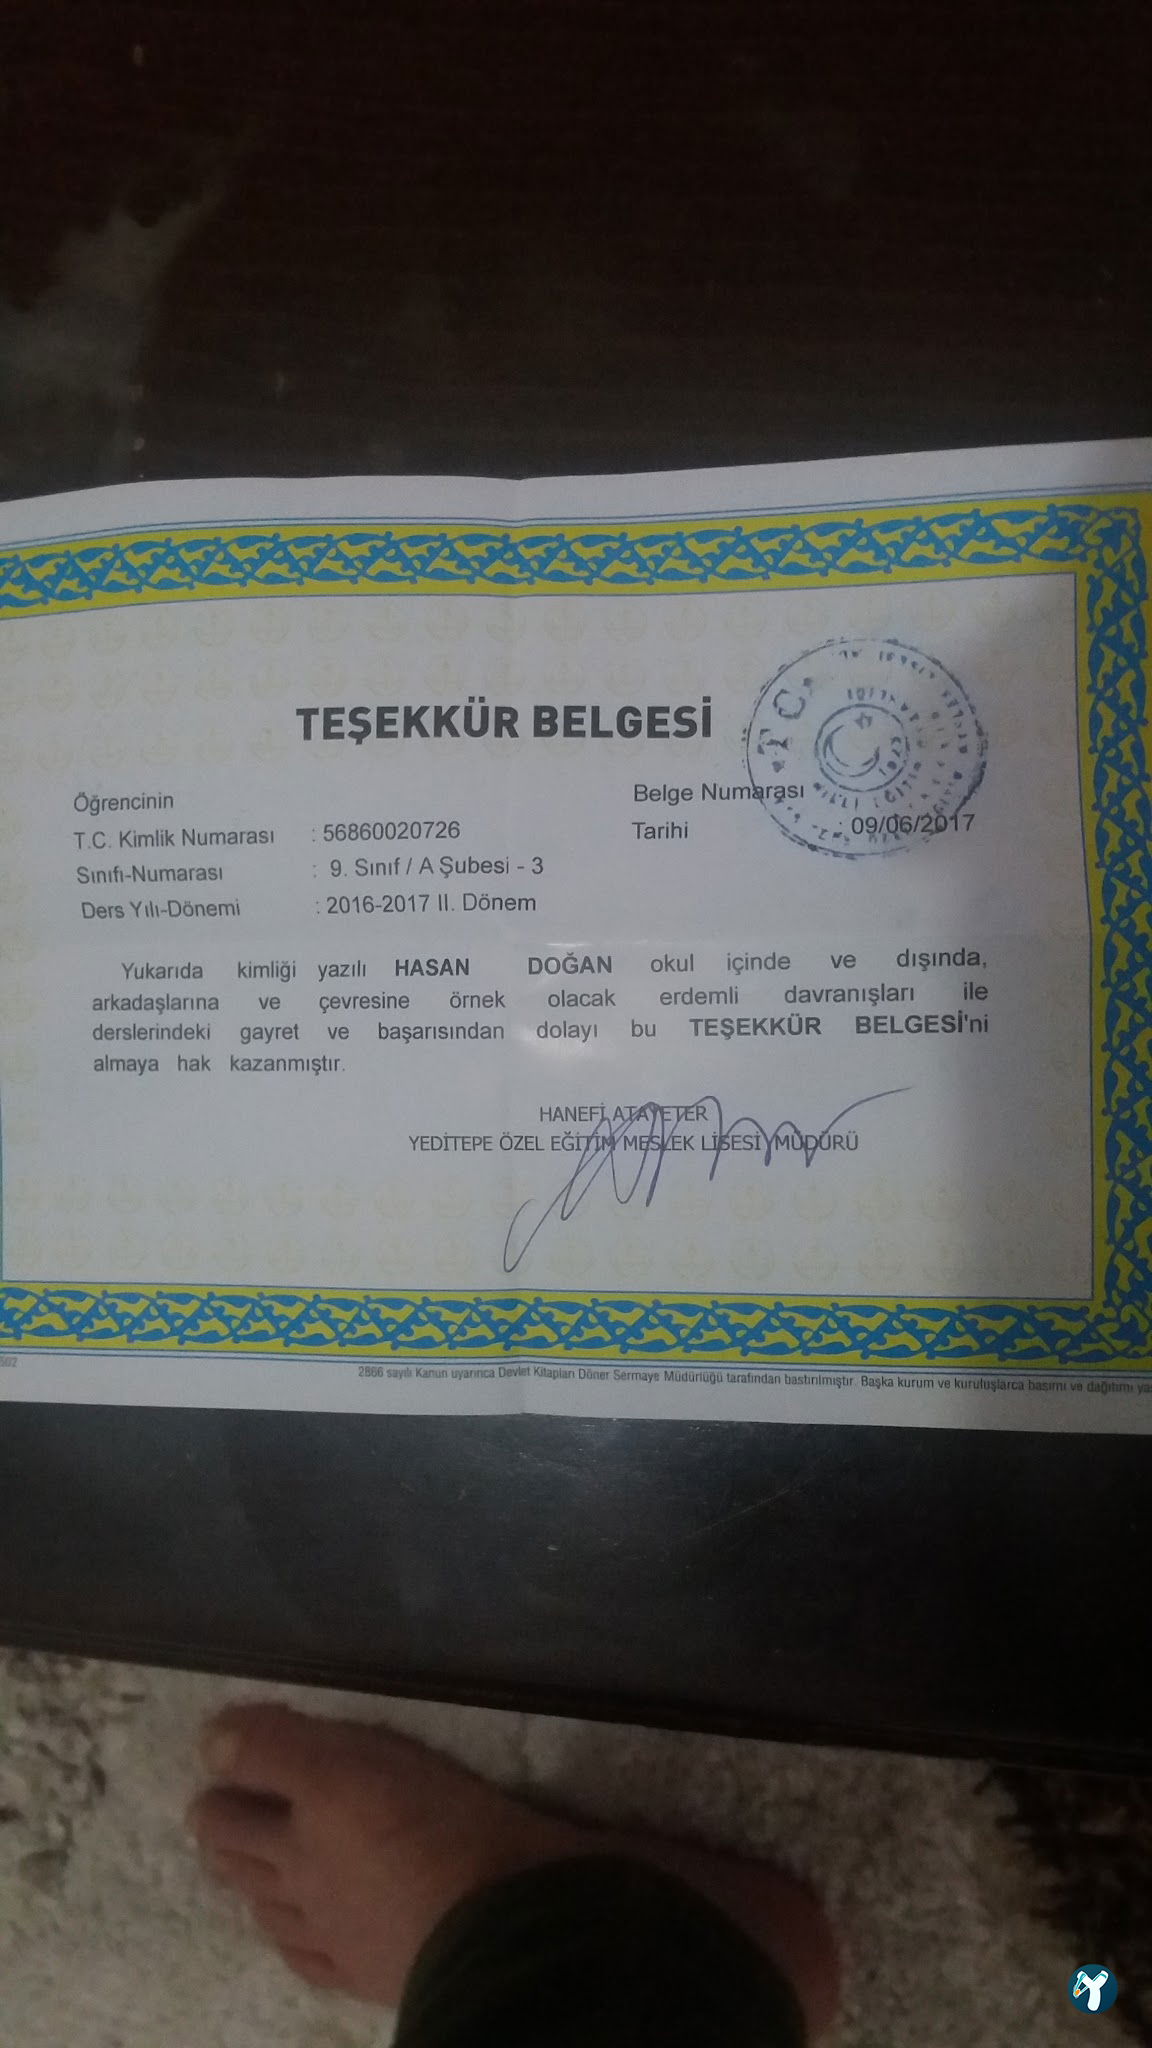 TEŞEKKÜR BELGESİ
Öğrencinin
T.C. Kimlik Numarası : 56860020726
Sınıfı-Numarası : 9. Sınıf / A Şubesi - 3
Ders Yılı-Dönemi : 2016-2017 II. Dönem
Belge Numarası
Tarihi : 09/06/2017
T.C.
Yukarıda kimliği yazılı HASAN DOĞAN okul içinde ve dışında,
arkadaşlarına ve çevresine örnek olacak erdemli davranışları ile
derslerindeki gayret ve başarısından dolayı bu TEŞEKKÜR BELGESİ'ni
almaya hak kazanmıştır.
HANEFİ ATAYETER
YEDİTEPE ÖZEL EĞİTİM MESLEK LİSESİ MÜDÜRÜ
2866 sayılı Kanun uyarınca Devlet Kitapları Döner Sermaye Müdürlüğü tarafından bastırılmıştır. Başka kurum ve kuruluşlarca basımı ve dağıtımı